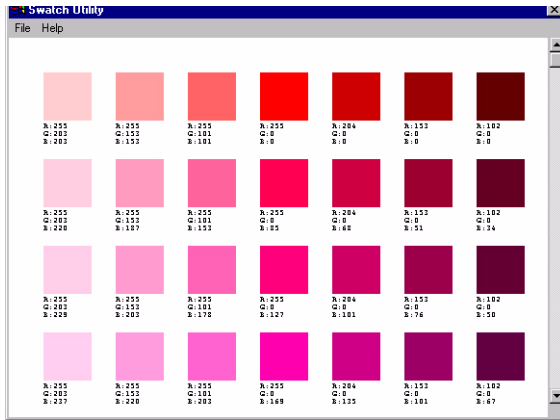 Swatch Utility
File Help
R:255 R:255 R:255 R:255 R:204 R:153 R:102
G:203 G:153 G:101 G:0 G:0 G:0 G:0
B:203 B:153 B:101 B:0 B:0 B:0 B:0
R:255 R:255 R:255 R:255 R:204 R:153 R:102
G:203 G:153 G:101 G:0 G:0 G:0 G:0
B:220 B:187 B:153 B:85 B:68 B:51 B:34
R:255 R:255 R:255 R:255 R:204 R:153 R:102
G:203 G:153 G:101 G:0 G:0 G:0 G:0
B:229 B:203 B:178 B:127 B:101 B:76 B:50
R:255 R:255 R:255 R:255 R:204 R:153 R:102
G:203 G:153 G:101 G:0 G:0 G:0 G:0
B:237 B:220 B:203 B:169 B:135 B:101 B:67